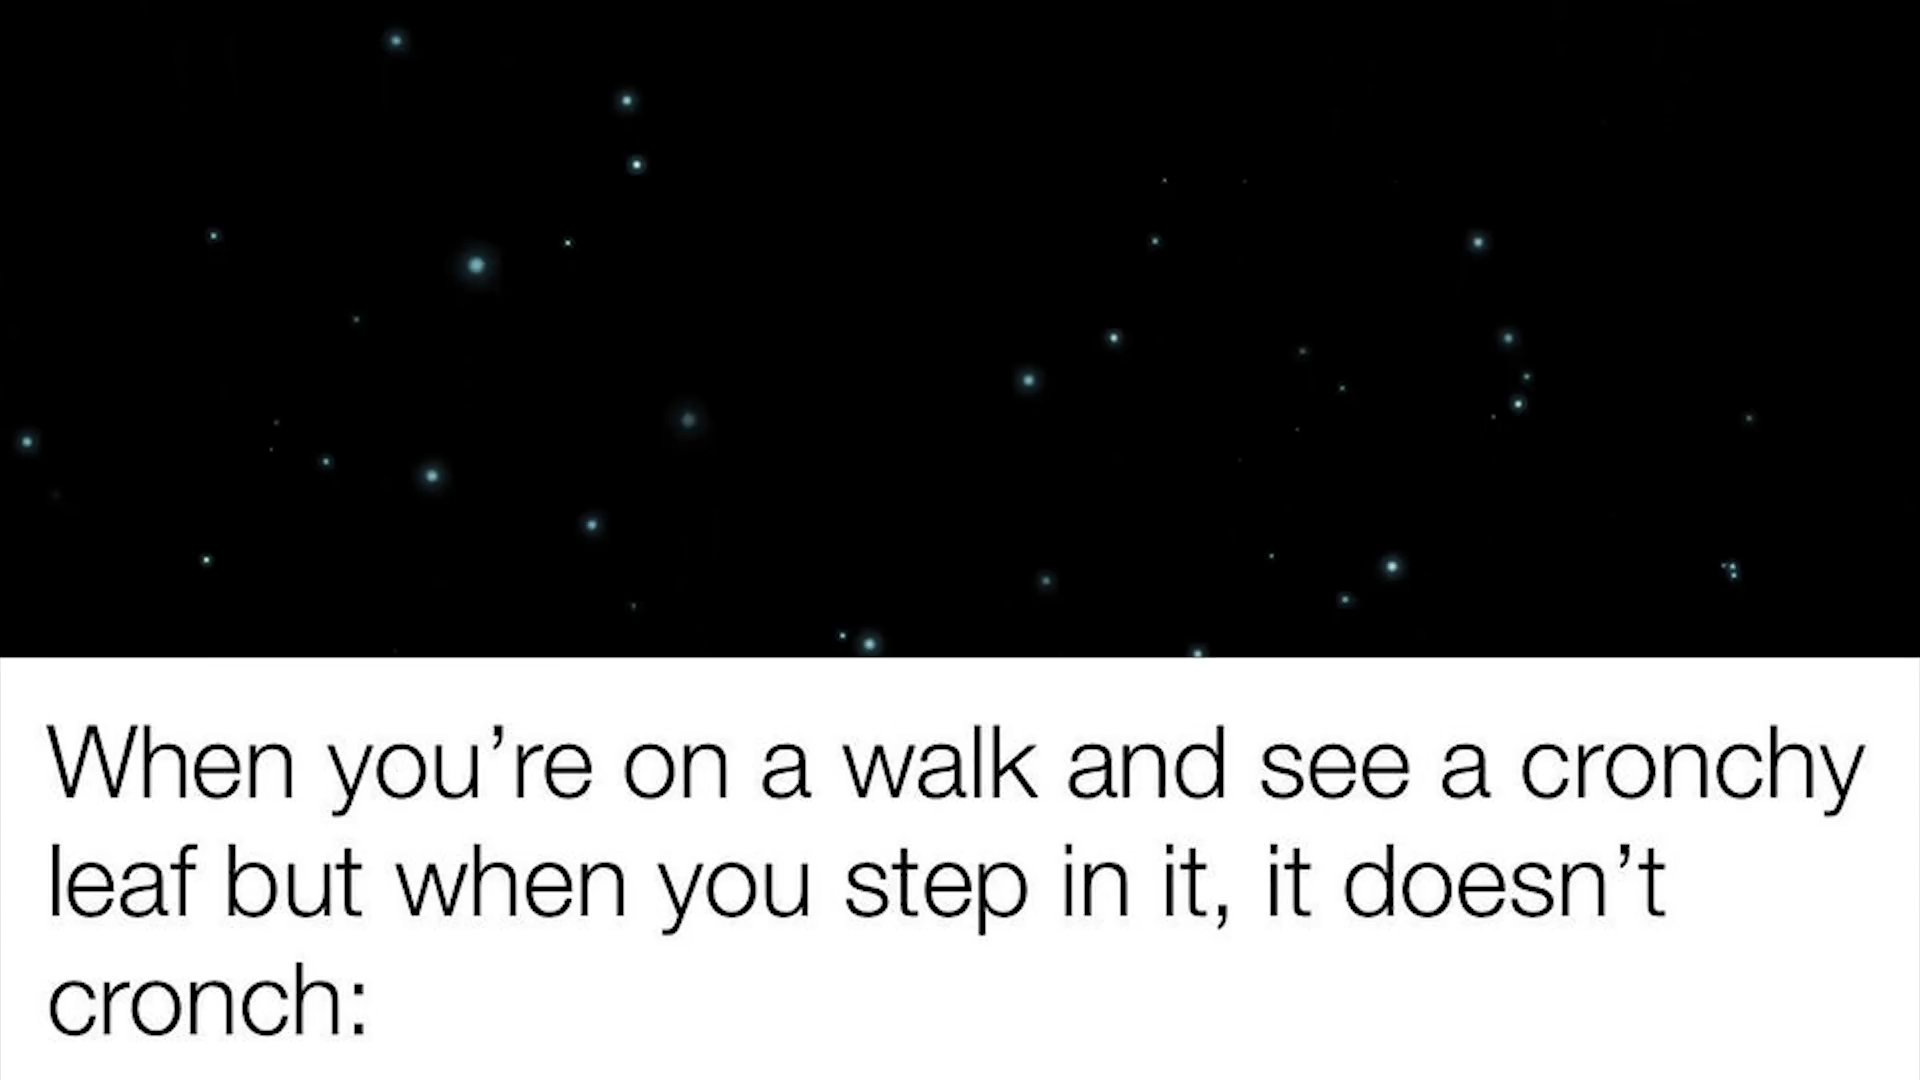 When you’re on a walk and see a cronchy
leaf but when you step in it, it doesn’t
cronch: